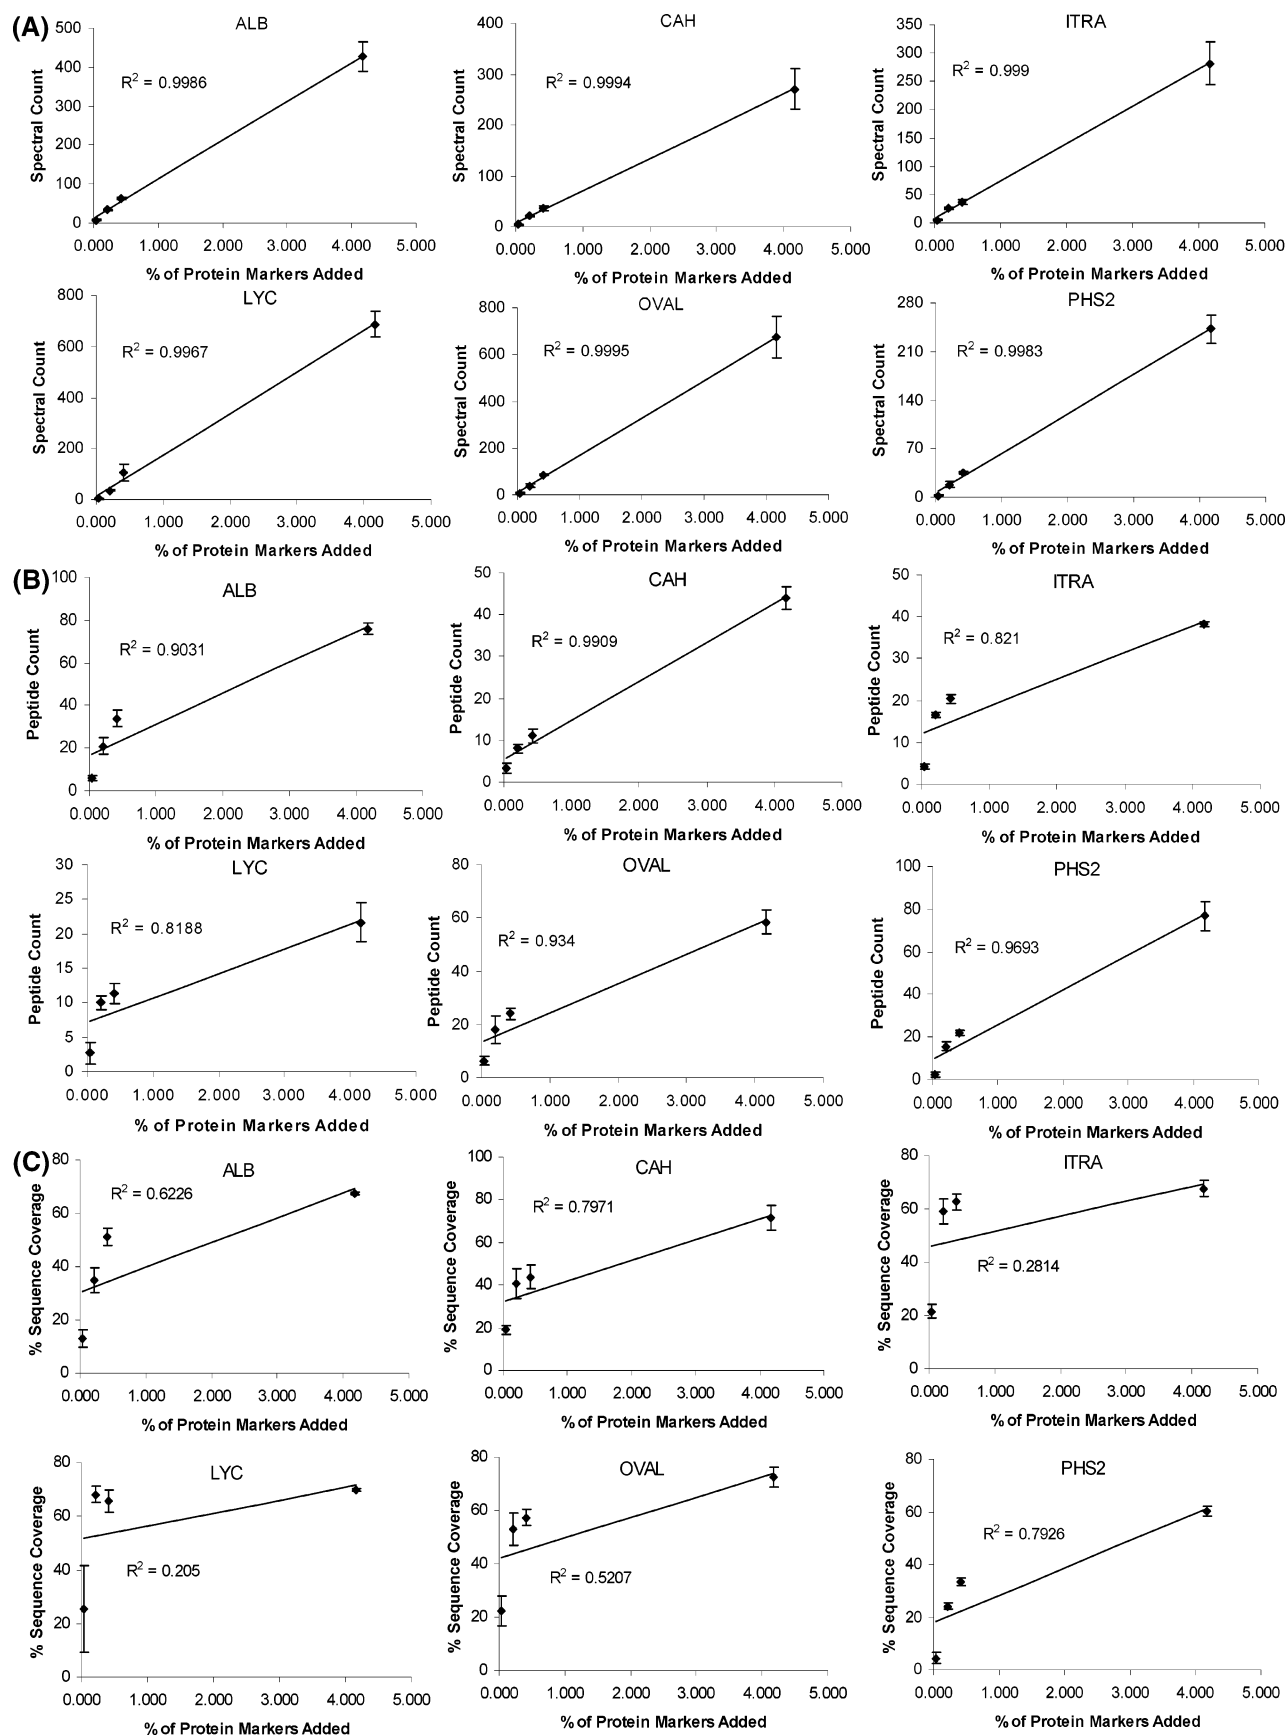 (A)
ALB
R2 = 0.9986
Spectral Count
500
400
300
200
100
0
0.000 1.000 2.000 3.000 4.000 5.000
% of Protein Markers Added
CAH
R2 = 0.9994
Spectral Count
400
300
200
100
0
0.000 1.000 2.000 3.000 4.000 5.000
% of Protein Markers Added
ITRA
R2 = 0.999
Spectral Count
350
300
250
200
150
100
50
0
0.000 1.000 2.000 3.000 4.000 5.000
% of Protein Markers Added
LYC
R2 = 0.9967
Spectral Count
800
600
400
200
0
0.000 1.000 2.000 3.000 4.000 5.000
% of Protein Markers Added
OVAL
R2 = 0.9995
Spectral Count
800
600
400
200
0
0.000 1.000 2.000 3.000 4.000 5.000
% of Protein Markers Added
PHS2
R2 = 0.9983
Spectral Count
280
210
140
70
0
0.000 1.000 2.000 3.000 4.000 5.000
% of Protein Markers Added
(B)
ALB
R2 = 0.9031
Peptide Count
100
80
60
40
20
0
0.000 1.000 2.000 3.000 4.000 5.000
% of Protein Markers Added
CAH
R2 = 0.9909
Peptide Count
50
40
30
20
10
0
0.000 1.000 2.000 3.000 4.000 5.000
% of Protein Markers Added
ITRA
R2 = 0.821
Peptide Count
50
40
30
20
10
0
0.000 1.000 2.000 3.000 4.000 5.000
% of Protein Markers Added
LYC
R2 = 0.8188
Peptide Count
30
25
20
15
10
5
0
0.000 1.000 2.000 3.000 4.000 5.000
% of Protein Markers Added
OVAL
R2 = 0.934
Peptide Count
80
60
40
20
0
0.000 1.000 2.000 3.000 4.000 5.000
% of Protein Markers Added
PHS2
R2 = 0.9693
Peptide Count
100
80
60
40
20
0
0.000 1.000 2.000 3.000 4.000 5.000
% of Protein Markers Added
(C)
ALB
R2 = 0.6226
% Sequence Coverage
80
60
40
20
0
0.000 1.000 2.000 3.000 4.000 5.000
% of Protein Markers Added
CAH
R2 = 0.7971
% Sequence Coverage
100
80
60
40
20
0
0.000 1.000 2.000 3.000 4.000 5.000
% of Protein Markers Added
ITRA
R2 = 0.2814
% Sequence Coverage
80
60
40
20
0
0.000 1.000 2.000 3.000 4.000 5.000
% of Protein Markers Added
LYC
R2 = 0.205
% Sequence Coverage
80
60
40
20
0
0.000 1.000 2.000 3.000 4.000 5.000
% of Protein Markers Added
OVAL
R2 = 0.5207
% Sequence Coverage
80
60
40
20
0
0.000 1.000 2.000 3.000 4.000 5.000
% of Protein Markers Added
PHS2
R2 = 0.7926
% Sequence Coverage
80
60
40
20
0
0.000 1.000 2.000 3.000 4.000 5.000
% of Protein Markers Added